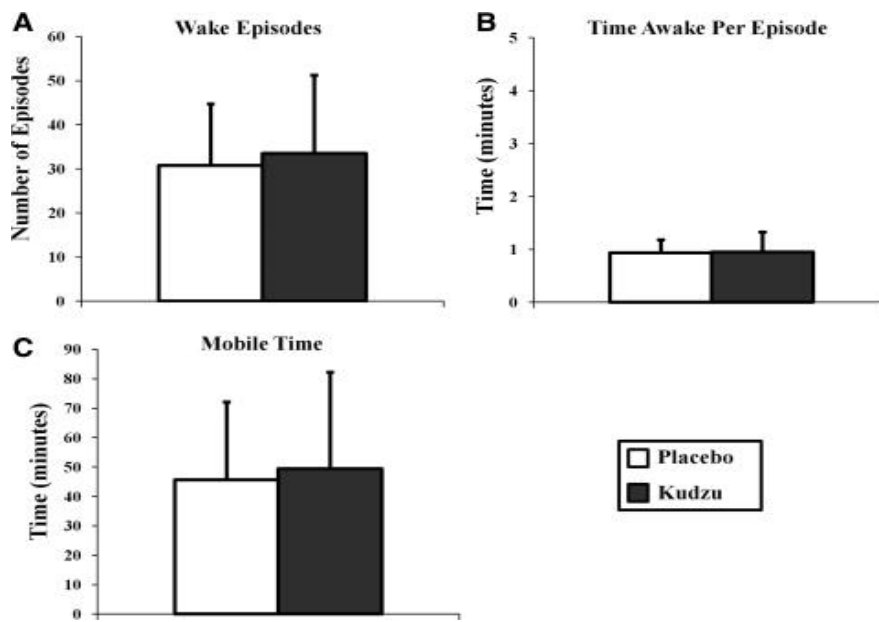 A
Wake Episodes
Number of Episodes
60
50
40
30
20
10
0
B
Time Awake Per Episode
Time (minutes)
5
4
3
2
1
0
C
Mobile Time
Time (minutes)
90
80
70
60
50
40
30
20
10
0
Placebo
Kudzu